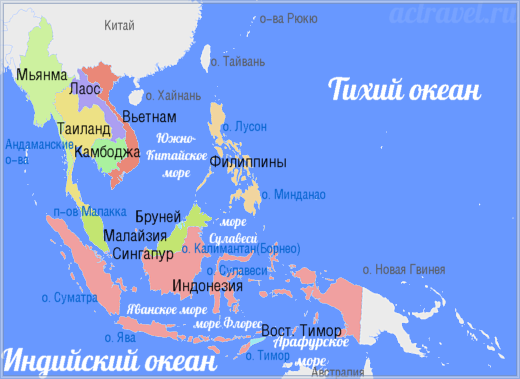 actravel.ru
о-ва Рюкю
Китай
о. Тайвань
Мьянма
Лаос
Тихий океан
о. Хайнань
Вьетнам
Таиланд
о. Лусон
Южно-
Китайское
море
Андаманские
о-ва
Камбоджа
Филиппины
о. Минданао
п-ов Малакка
Бруней
море
Сулавеси
Малайзия
о. Калимантан(Борнео)
Сингапур
о. Сулавеси
о. Новая Гвинея
Индонезия
о. Суматра
Яванское море
море Флорес
Вост. Тимор
о. Ява
Арафурское
море
о. Тимор
Индийский океан
Австралия